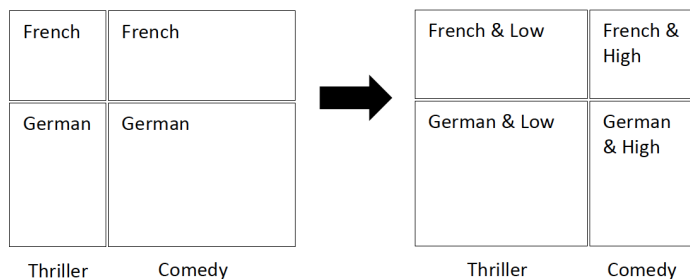 French
French
German
German
Thriller
Comedy
French & Low
French &
High
German & Low
German
& High
Thriller
Comedy